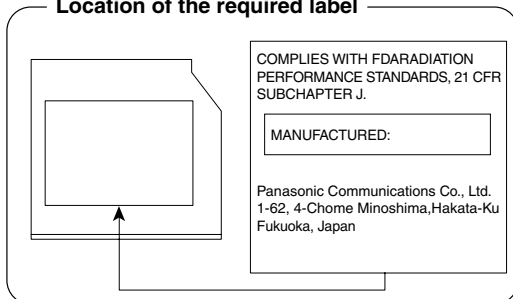 Location of the required label
COMPLIES WITH FDARADIATION
PERFORMANCE STANDARDS, 21 CFR
SUBCHAPTER J.
MANUFACTURED:
Panasonic Communications Co., Ltd.
1-62, 4-Chome Minoshima,Hakata-Ku
Fukuoka, Japan